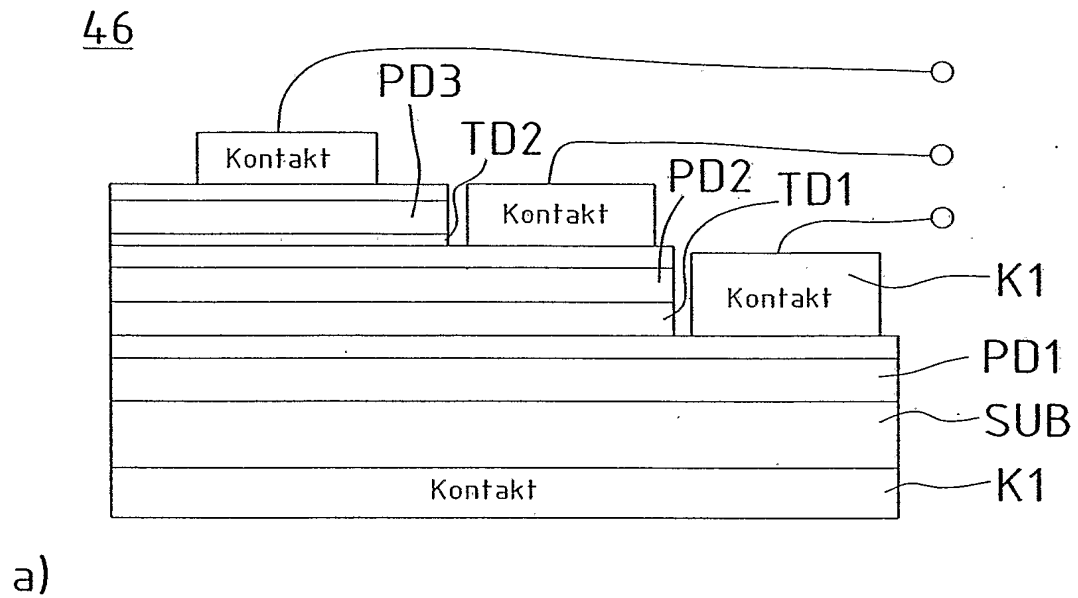 46
PD3
TD2
Kontakt
PD2
TD1
Kontakt
K1
Kontakt
PD1
SUB
Kontakt
K1
a)